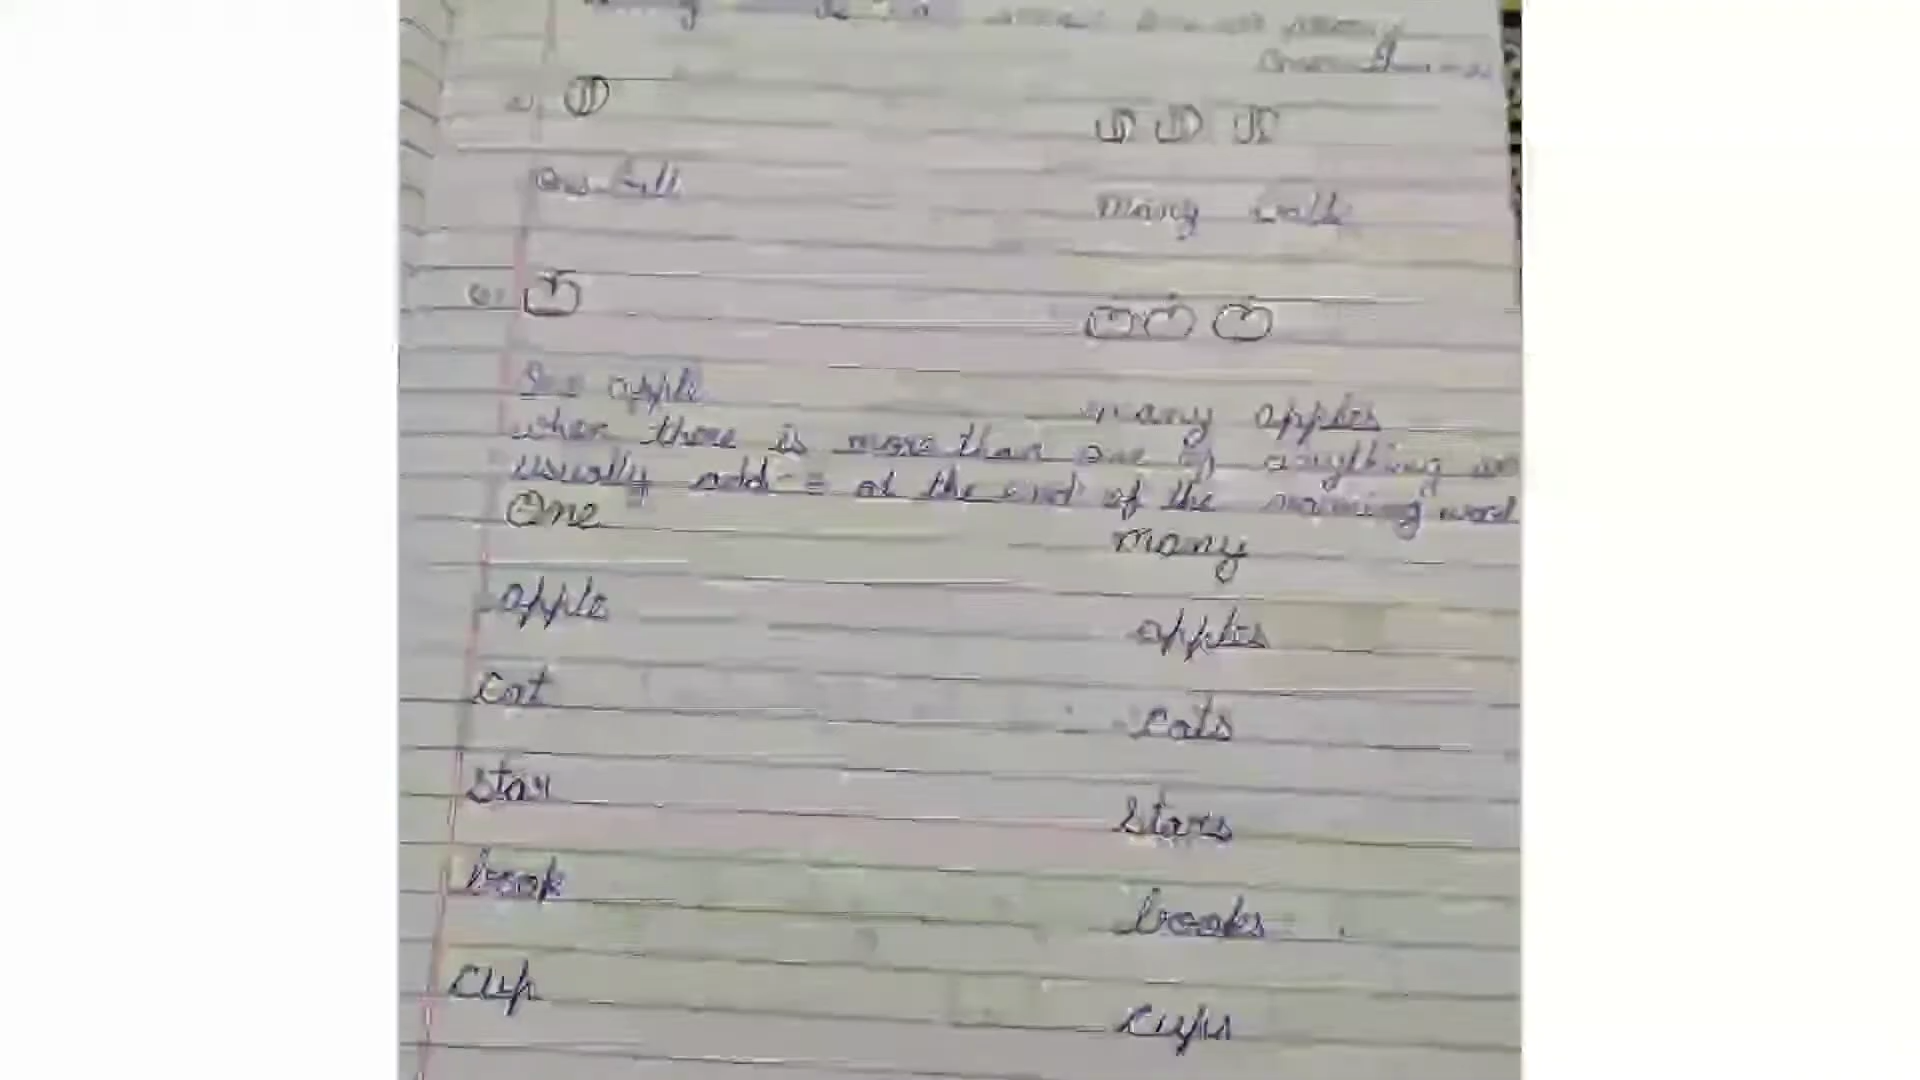 One ball many balls
One apple many apples
when there is more than one of anything we
usually add -s at the end of the naming word
One many
apple apples
cat cats
star stars
book books
cup cups